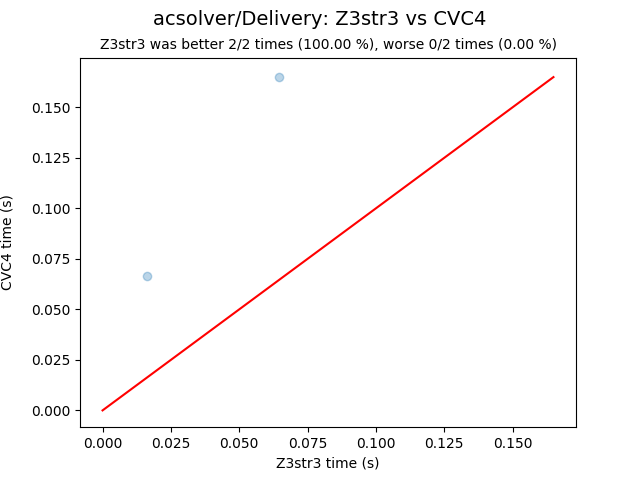 acsolver/Delivery: Z3str3 vs CVC4
Z3str3 was better 2/2 times (100.00 %), worse 0/2 times (0.00 %)
CVC4 time (s)
0.150
0.125
0.100
0.075
0.050
0.025
0.000
0.000 0.025 0.050 0.075 0.100 0.125 0.150
Z3str3 time (s)